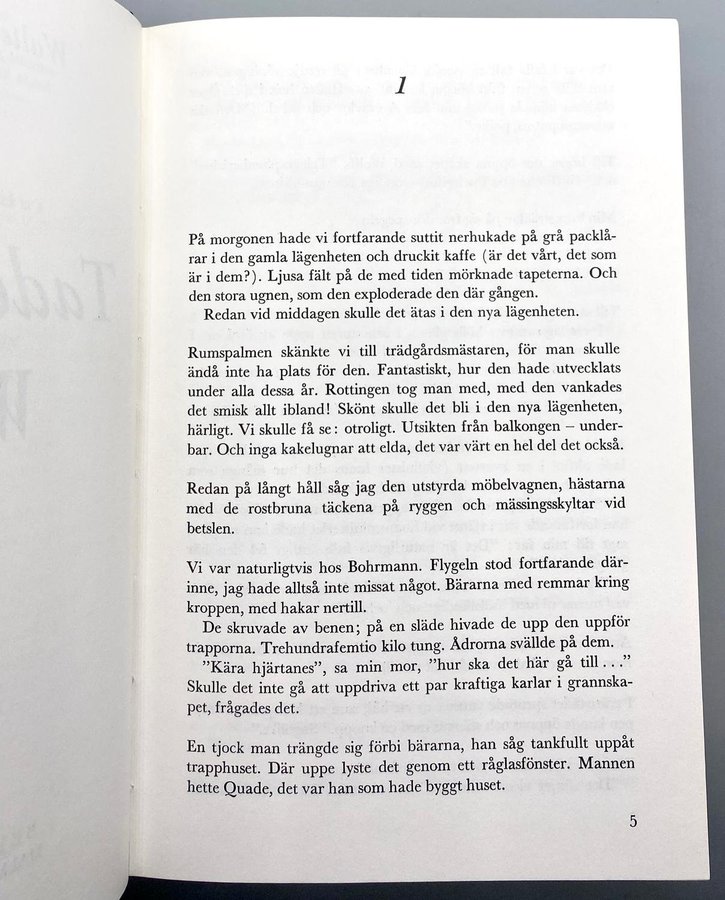 1
På morgonen hade vi fortfarande suttit nerhukade på grå packlå-
rar i den gamla lägenheten och druckit kaffe (är det vårt, det som
är i dem?). Ljusa fält på de med tiden mörknade tapeterna. Och
den stora ugnen, som den exploderade den där gången.
Redan vid middagen skulle det ätas i den nya lägenheten.
Rumspalmen skänkte vi till trädgårdsmästaren, för man skulle
ändå inte ha plats för den. Fantastiskt, hur den hade utvecklats
under alla dessa år. Rottingen tog man med, med den vankades
det smisk allt ibland! Skönt skulle det bli i den nya lägenheten,
härligt. Vi skulle få se: otroligt. Utsikten från balkongen – under-
bar. Och inga kakelugnar att elda, det var värt en hel del det också.
Redan på långt håll såg jag den utstyrda möbelvagnen, hästarna
med de rostbruna täckena på ryggen och mässingsskyltar vid
betslen.
Vi var naturligtvis hos Bohrmann. Flygeln stod fortfarande där-
inne, jag hade alltså inte missat något. Bärarna med remmar kring
kroppen, med hakar nertill.
De skruvade av benen; på en släde hivade de upp den uppför
trapporna. Trehundrafemtio kilo tung. Ådrorna svällde på dem.
”Kära hjärtanes”, sa min mor, ”hur ska det här gå till . . .”
Skulle det inte gå att uppdriva ett par kraftiga karlar i grannska-
pet, frågades det.
En tjock man trängde sig förbi bärarna, han såg tankfullt uppåt
trapphuset. Där uppe lyste det genom ett råglasfönster. Mannen
hette Quade, det var han som hade byggt huset.
5